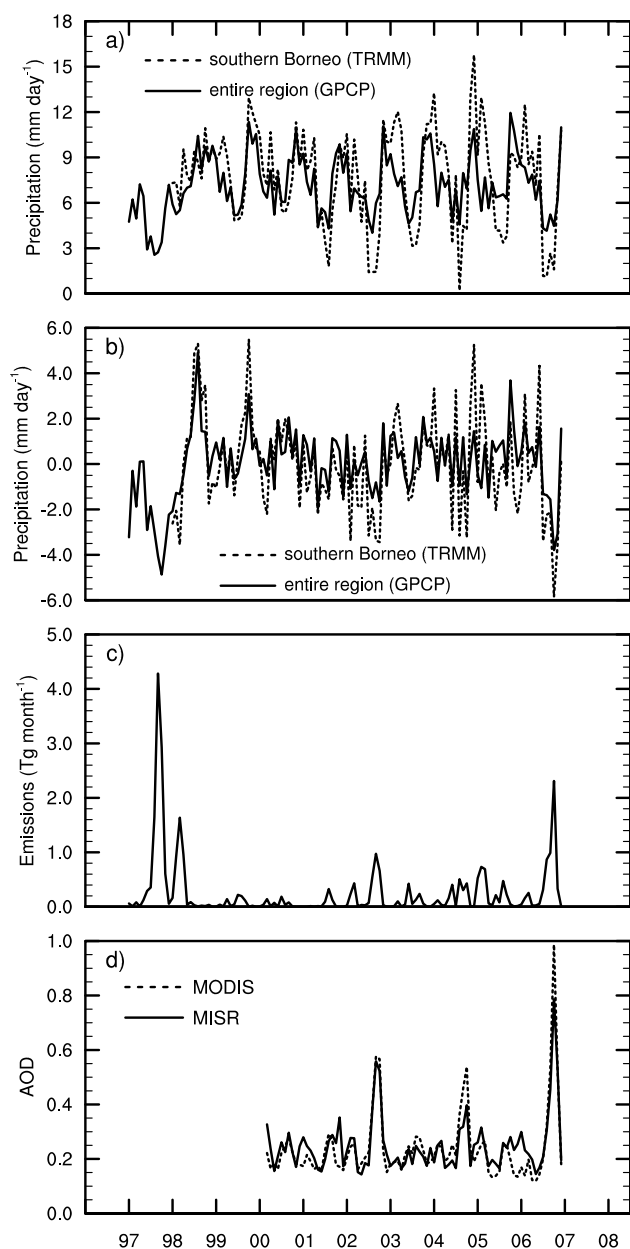 18
15
12
9
6
3
0
Precipitation (mm day⁻¹)
a)
southern Borneo (TRMM)
entire region (GPCP)
6.0
4.0
2.0
0.0
-2.0
-4.0
-6.0
Precipitation (mm day⁻¹)
b)
southern Borneo (TRMM)
entire region (GPCP)
5.0
4.0
3.0
2.0
1.0
0.0
Emissions (Tg month⁻¹)
c)
1.0
0.8
0.6
0.4
0.2
0.0
AOD
d)
MODIS
MISR
97 98 99 00 01 02 03 04 05 06 07 08